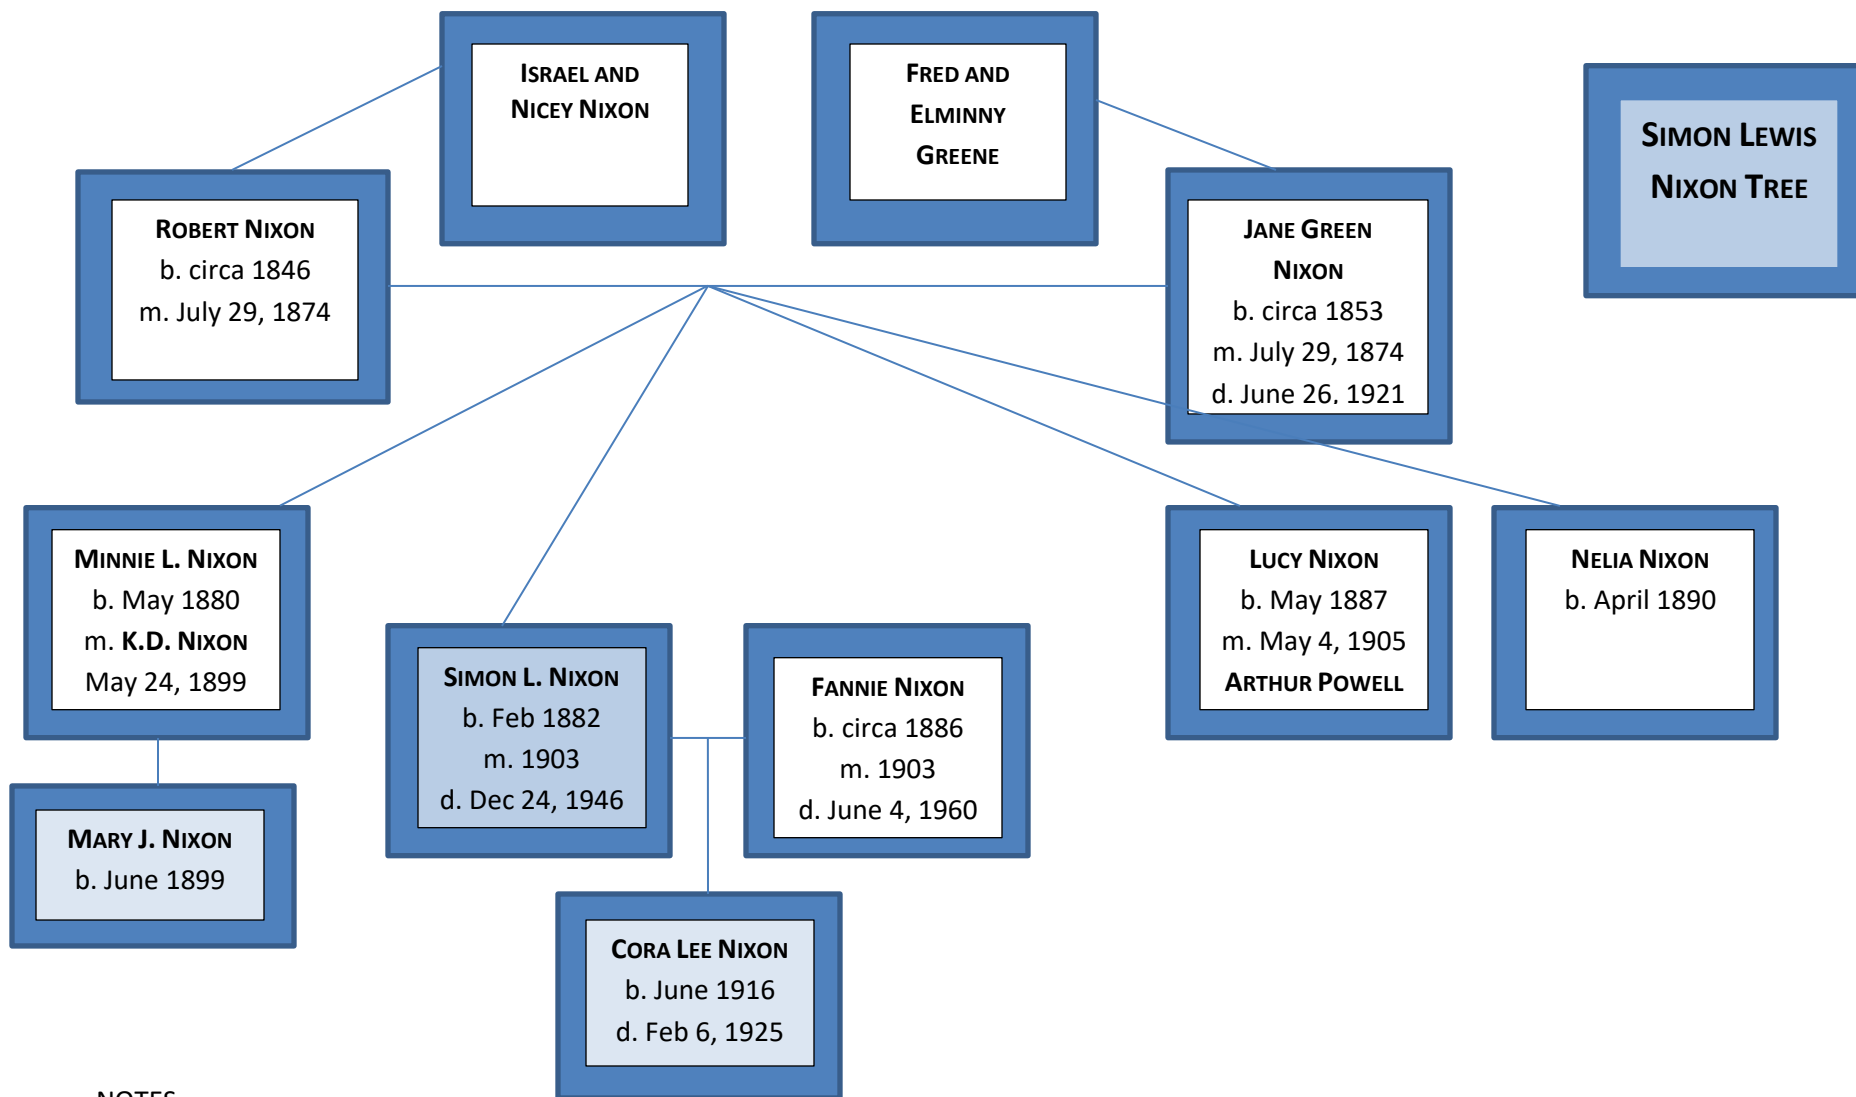 ISRAEL AND
NICEY NIXON
FRED AND
ELMINNY
GREENE
SIMON LEWIS
NIXON TREE
ROBERT NIXON
b. circa 1846
m. July 29, 1874
JANE GREEN
NIXON
b. circa 1853
m. July 29, 1874
d. June 26, 1921
MINNIE L. NIXON
b. May 1880
m. K.D. NIXON
May 24, 1899
SIMON L. NIXON
b. Feb 1882
m. 1903
d. Dec 24, 1946
FANNIE NIXON
b. circa 1886
m. 1903
d. June 4, 1960
LUCY NIXON
b. May 1887
m. May 4, 1905
ARTHUR POWELL
NELIA NIXON
b. April 1890
MARY J. NIXON
b. June 1899
CORA LEE NIXON
b. June 1916
d. Feb 6, 1925
NOTES